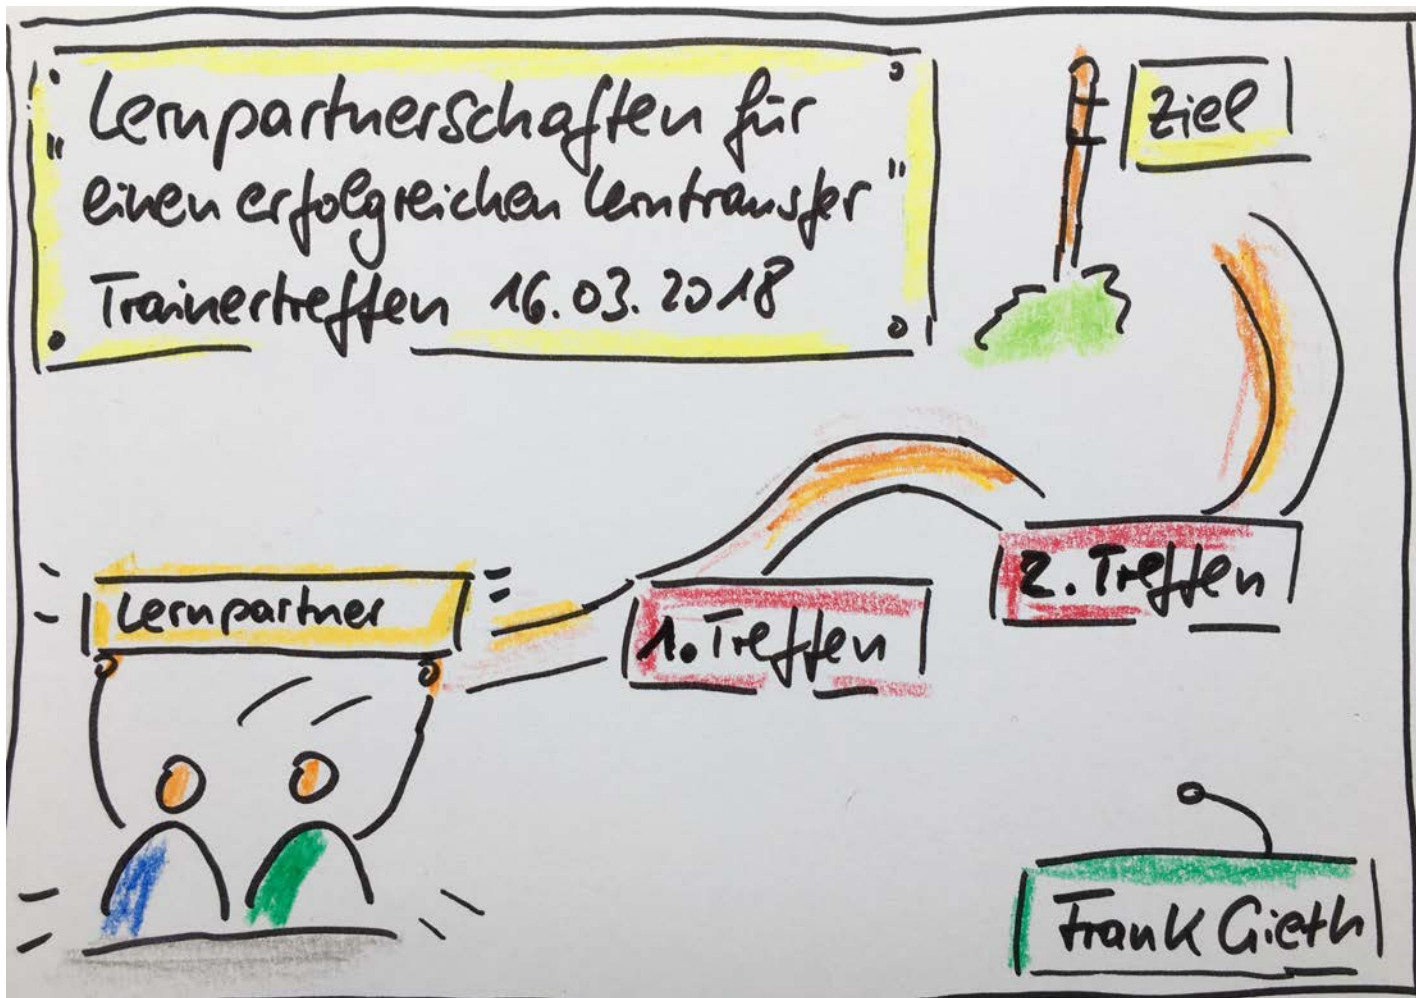 "Lernpartnerschaften für
einen erfolgreichen Lerntransfer"
Trainertreffen 16.03.2018
Ziel
2. Treffen
1. Treffen
Lernpartner
Frank Gieth